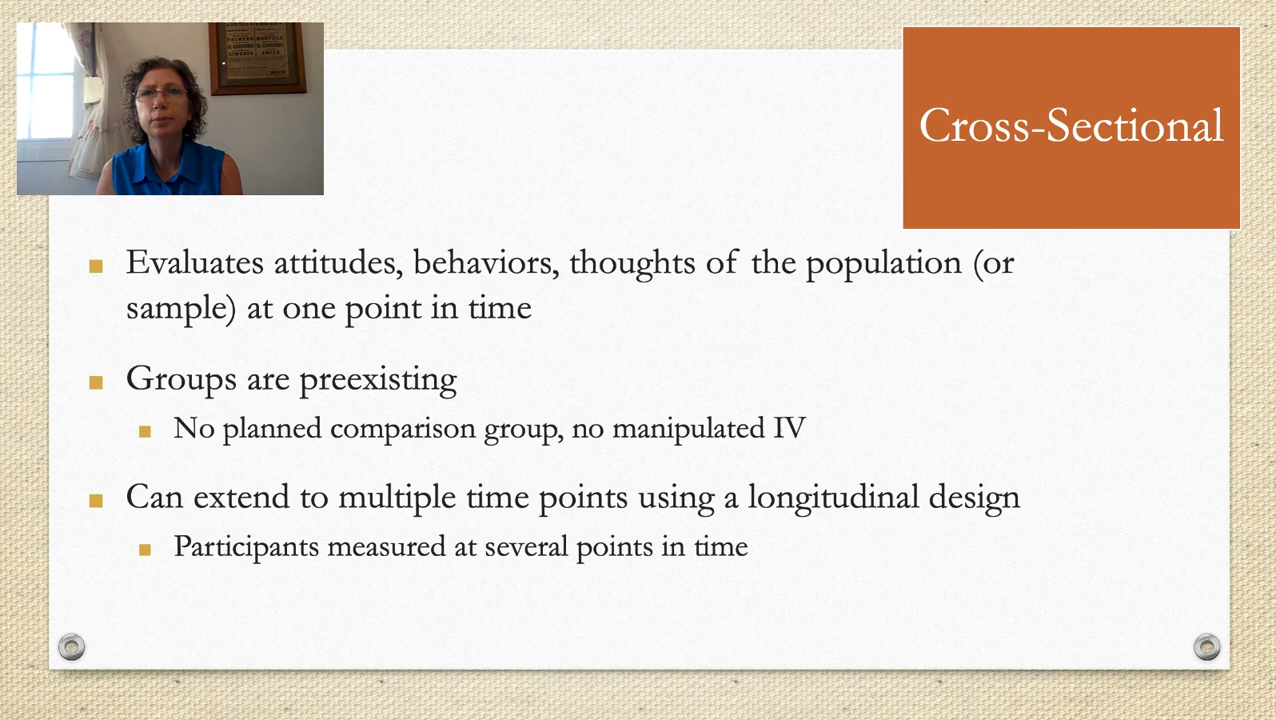 Cross-Sectional
Evaluates attitudes, behaviors, thoughts of the population (or
sample) at one point in time
Groups are preexisting
No planned comparison group, no manipulated IV
Can extend to multiple time points using a longitudinal design
Participants measured at several points in time